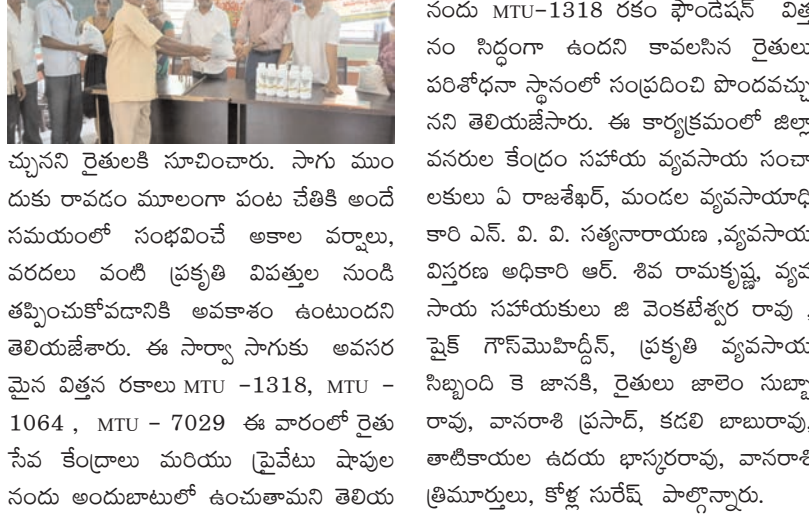 చ్చునని రైతులకి సూచించారు. సాగు ముం
దుకు రావడం మూలంగా పంట చేతికి అందే
సమయంలో సంభవించే అకాల వర్షాలు,
వరదలు వంటి ప్రకృతి విపత్తుల నుండి
తప్పించుకోవడానికి అవకాశం ఉంటుందని
తెలియజేశారు. ఈ సార్వా సాగుకు అవసర
మైన విత్తన రకాలు MTU -1318, MTU -
1064 , MTU - 7029 ఈ వారంలో రైతు
సేవ కేంద్రాలు మరియు ప్రైవేటు షాపుల
నందు అందుబాటులో ఉంచుతామని తెలియ
నందు MTU-1318 రకం ఫౌండేషన్ విత్త
నం సిద్ధంగా ఉందని కావలసిన రైతులు
పరిశోధనా స్థానంలో సంప్రదించి పొందవచ్చు
నని తెలియజేసారు. ఈ కార్యక్రమంలో జిల్లా
వనరుల కేంద్రం సహాయ వ్యవసాయ సంచా
లకులు ఏ రాజశేఖర్, మండల వ్యవసాయాధి
కారి ఎన్. వి. వి. సత్యనారాయణ ,వ్యవసాయ
విస్తరణ అధికారి ఆర్. శివ రామకృష్ణ, వ్యవ
సాయ సహాయకులు జి వెంకటేశ్వర రావు ,
షైక్ గౌస్‌మొహిద్దీన్, ప్రకృతి వ్యవసాయ
సిబ్బంది కె జానకి, రైతులు జాలెం సుబ్బా
రావు, వానరాశి ప్రసాద్, కడలి బాబురావు,
తాటికాయల ఉదయ భాస్కరరావు, వానరాశి
త్రిమూర్తులు, కోళ్ల సురేష్ పాల్గొన్నారు.